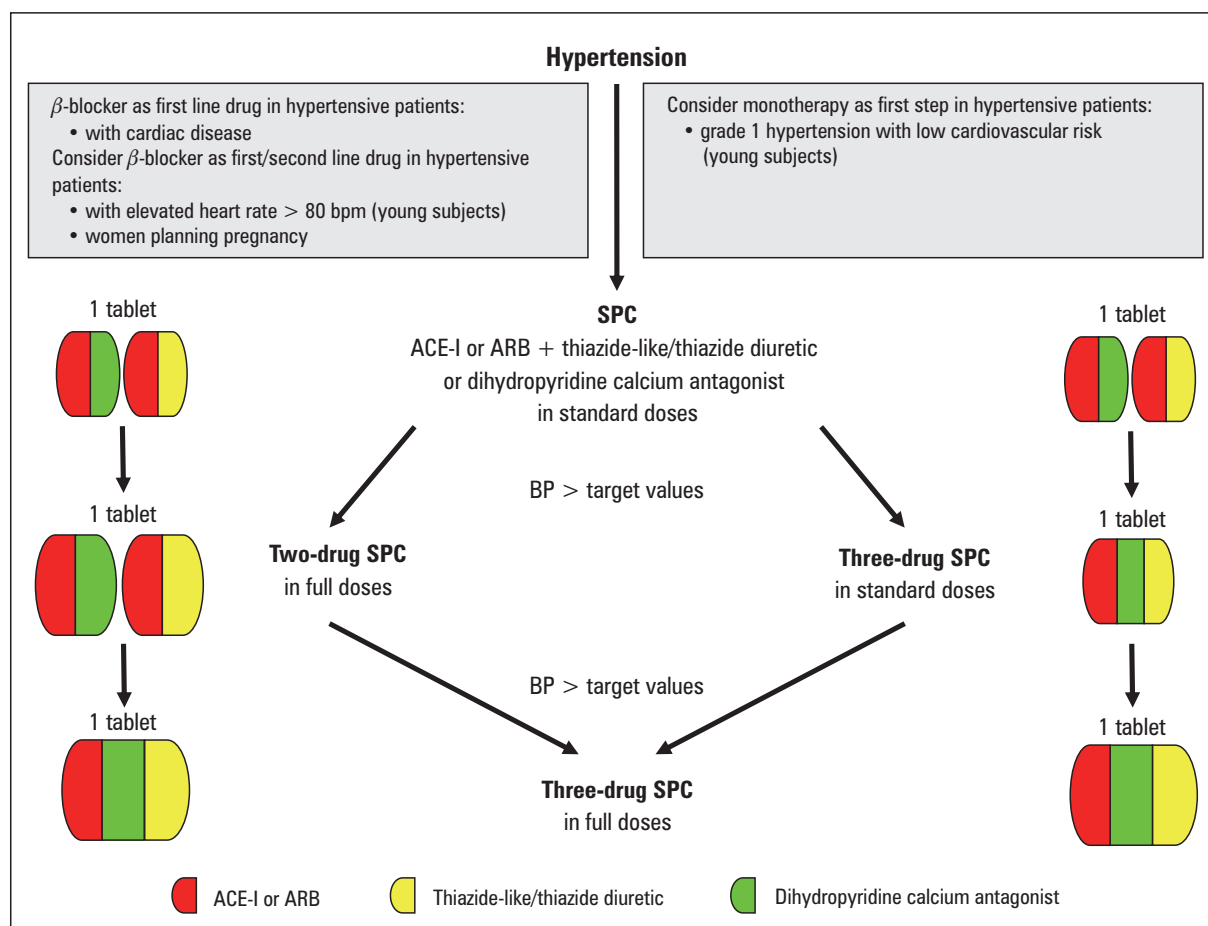 Hypertension
β-blocker as first line drug in hypertensive patients:
• with cardiac disease
Consider β-blocker as first/second line drug in hypertensive
patients:
• with elevated heart rate > 80 bpm (young subjects)
• women planning pregnancy
Consider monotherapy as first step in hypertensive patients:
• grade 1 hypertension with low cardiovascular risk
(young subjects)
1 tablet
SPC
ACE-I or ARB + thiazide-like/thiazide diuretic
or dihydropyridine calcium antagonist
in standard doses
1 tablet
BP > target values
1 tablet
Two-drug SPC
in full doses
Three-drug SPC
in standard doses
1 tablet
BP > target values
1 tablet
Three-drug SPC
in full doses
1 tablet
ACE-I or ARB
Thiazide-like/thiazide diuretic
Dihydropyridine calcium antagonist